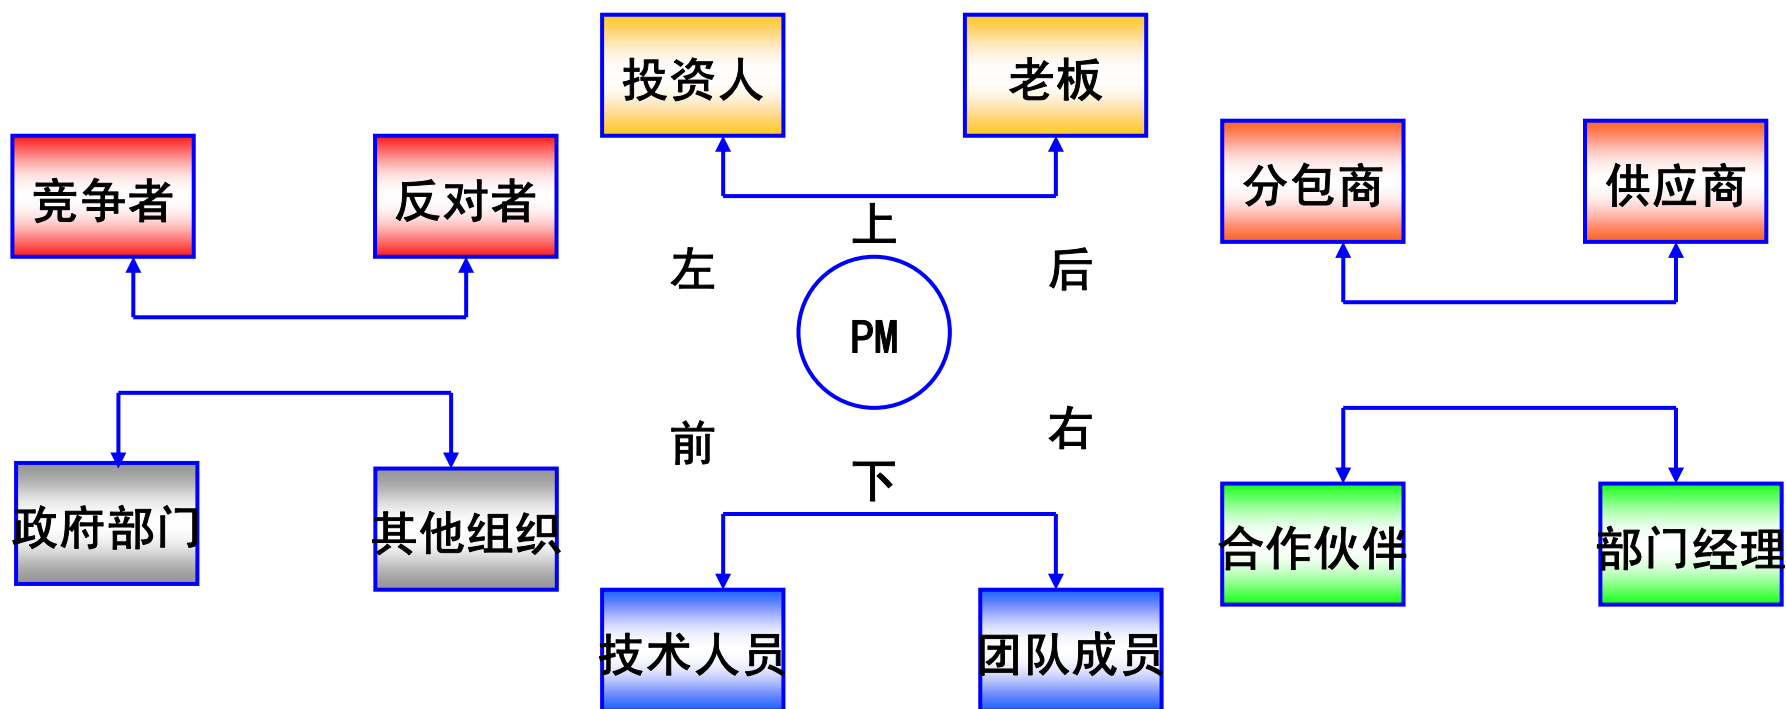 投资人
老板
竞争者
反对者
分包商
供应商
上
左
后
PM
前
右
下
政府部门
其他组织
合作伙伴
部门经理
技术人员
团队成员